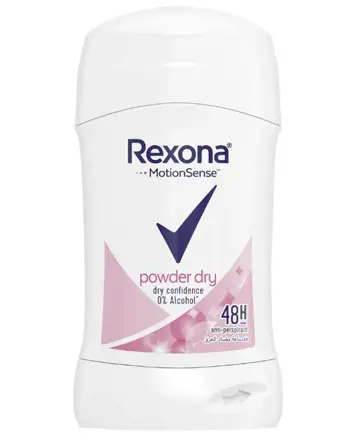 Rexona®
MotionSense™
powder dry
dry confidence
0% Alcohol*
48H
anti-perspirant